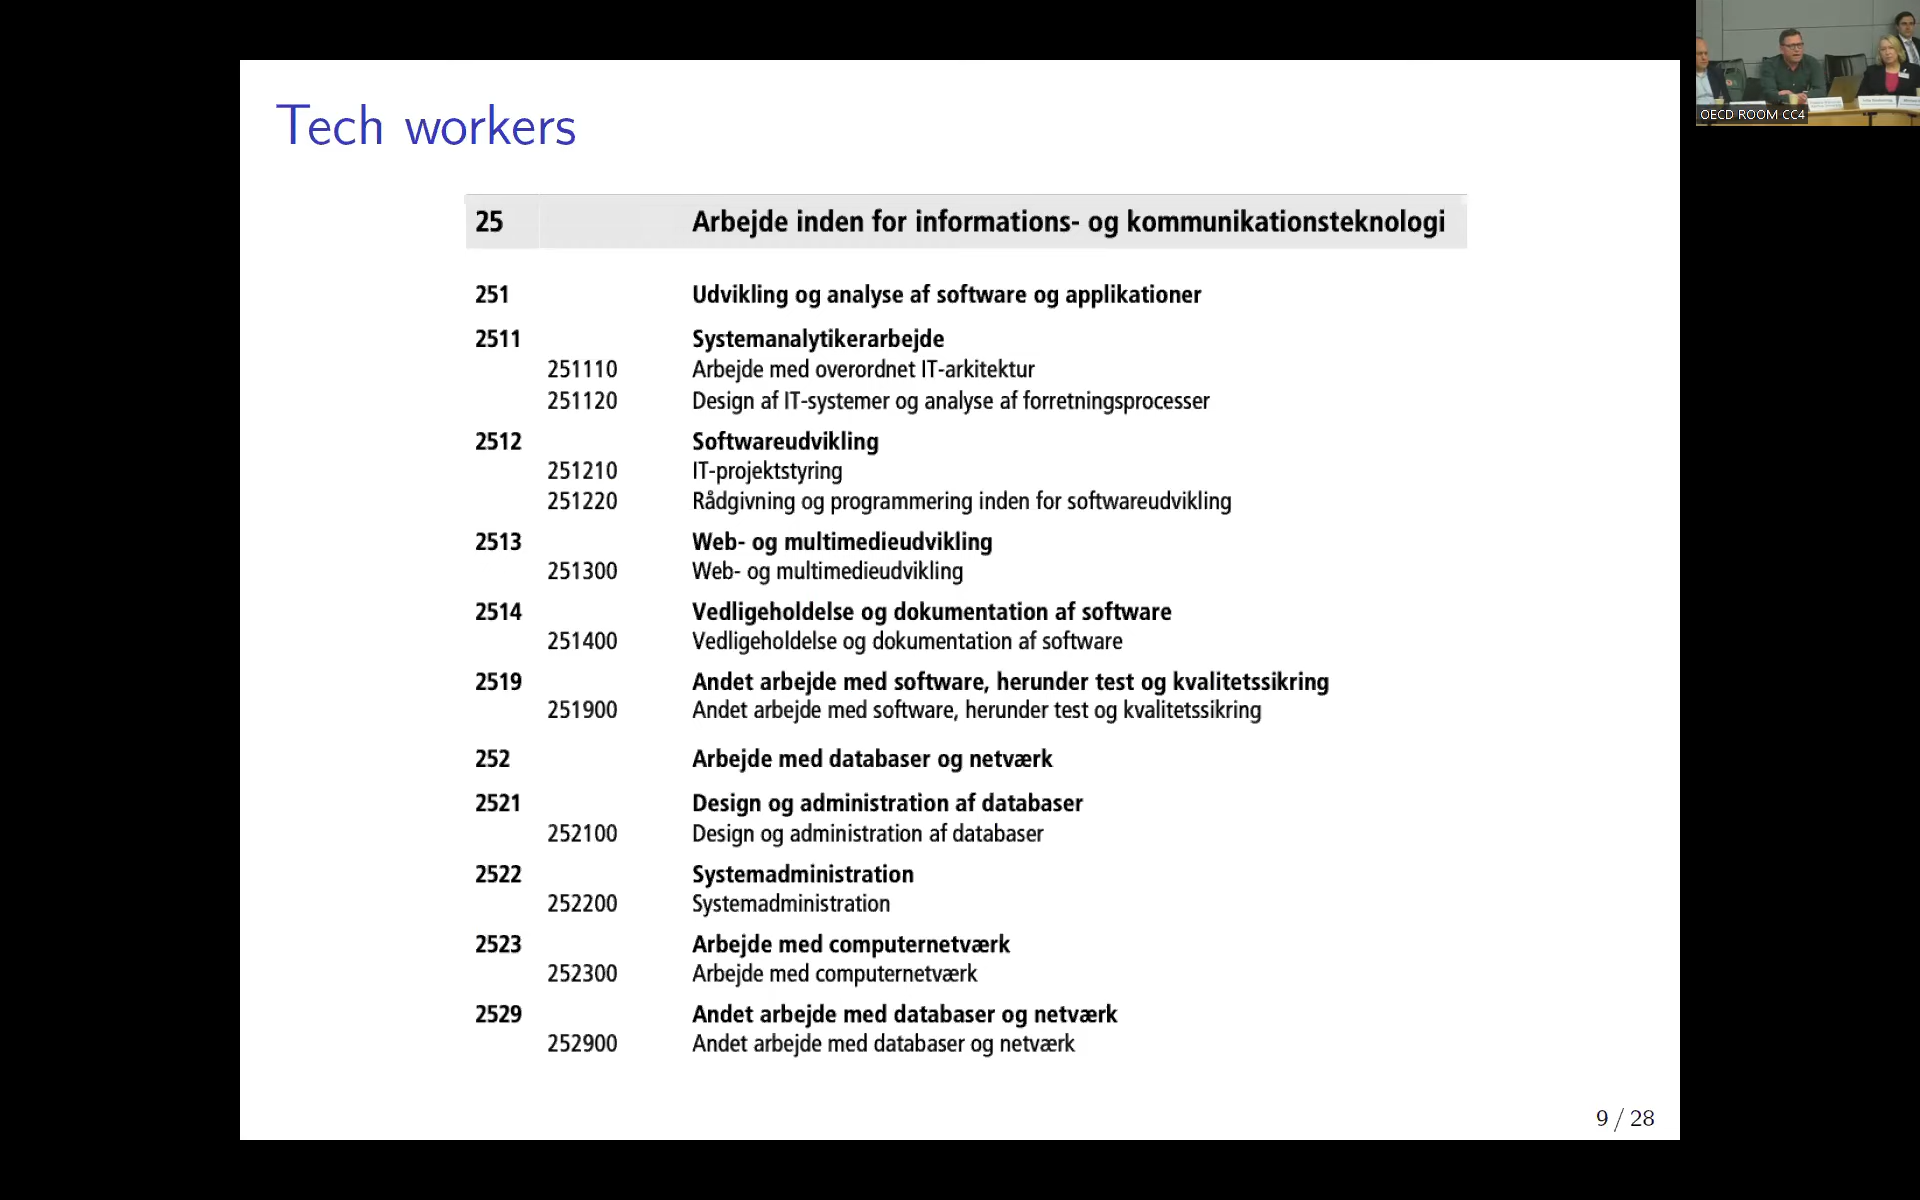 Tech workers
25 Arbejde inden for informations- og kommunikationsteknologi
251 Udvikling og analyse af software og applikationer
2511 Systemanalytikerarbejde
251110 Arbejde med overordnet IT-arkitektur
251120 Design af IT-systemer og analyse af forretningsprocesser
2512 Softwareudvikling
251210 IT-projektstyring
251220 Rådgivning og programmering inden for softwareudvikling
2513 Web- og multimedieudvikling
251300 Web- og multimedieudvikling
2514 Vedligeholdelse og dokumentation af software
251400 Vedligeholdelse og dokumentation af software
2519 Andet arbejde med software, herunder test og kvalitetssikring
251900 Andet arbejde med software, herunder test og kvalitetssikring
252 Arbejde med databaser og netværk
2521 Design og administration af databaser
252100 Design og administration af databaser
2522 Systemadministration
252200 Systemadministration
2523 Arbejde med computernetværk
252300 Arbejde med computernetværk
2529 Andet arbejde med databaser og netværk
252900 Andet arbejde med databaser og netværk
9 / 28
OECD ROOM CC4